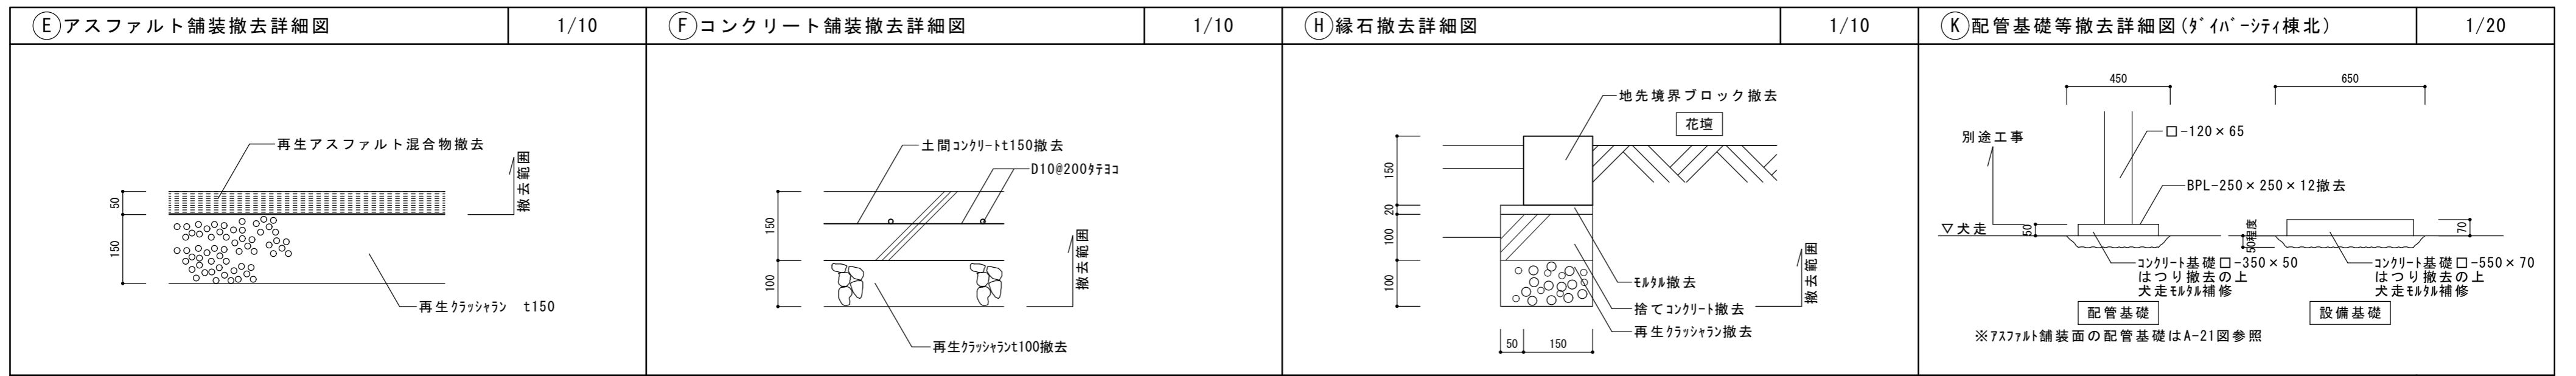 Ⓔアスファルト舗装撤去詳細図
1/10
再生アスファルト混合物撤去
撤去範囲
50
150
再生ｸﾗｯｼｬﾗﾝ t150
Ⓕコンクリート舗装撤去詳細図
1/10
土間ｺﾝｸﾘｰﾄt150撤去
D10@200ﾀﾃﾖｺ
150
100
撤去範囲
再生ｸﾗｯｼｬﾗﾝt100撤去
Ⓗ縁石撤去詳細図
1/10
地先境界ブロック撤去
花壇
150
20
100
100
撤去範囲
ﾓﾙﾀﾙ撤去
捨てｺﾝｸﾘｰﾄ撤去
再生ｸﾗｯｼｬﾗﾝ撤去
50
150
Ⓚ配管基礎等撤去詳細図(ﾀﾞｲﾊﾞｰｼﾃｨ棟北)
1/20
450
650
別途工事
□-120×65
BPL-250×250×12撤去
▽犬走
50
50程度
70
ｺﾝｸﾘｰﾄ基礎□-350×50
はつり撤去の上
犬走ﾓﾙﾀﾙ補修
配管基礎
ｺﾝｸﾘｰﾄ基礎□-550×70
はつり撤去の上
犬走ﾓﾙﾀﾙ補修
設備基礎
※ｱｽﾌｧﾙﾄ舗装面の配管基礎はA-21図参照